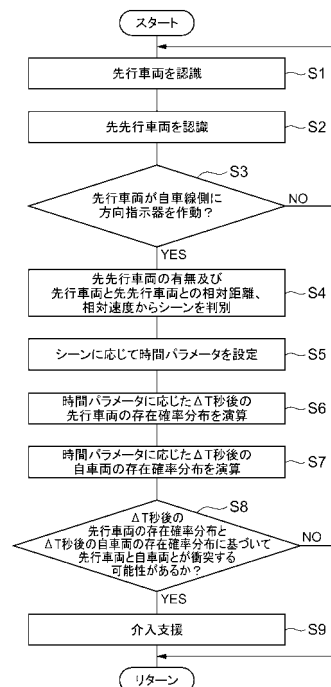 スタート
先行車両を認識
S1
先先行車両を認識
S2
S3
先行車両が自車線側に
方向指示器を作動？
NO
YES
先先行車両の有無及び
先行車両と先先行車両との相対距離、
相対速度からシーンを判別
S4
シーンに応じて時間パラメータを設定
S5
時間パラメータに応じたΔT秒後の
先行車両の存在確率分布を演算
S6
時間パラメータに応じたΔT秒後の
自車両の存在確率分布を演算
S7
S8
ΔT秒後の
先行車両の存在確率分布と
ΔT秒後の自車両の存在確率分布に基づいて
先行車両と自車両とが衝突する
可能性があるか？
NO
YES
介入支援
S9
リターン